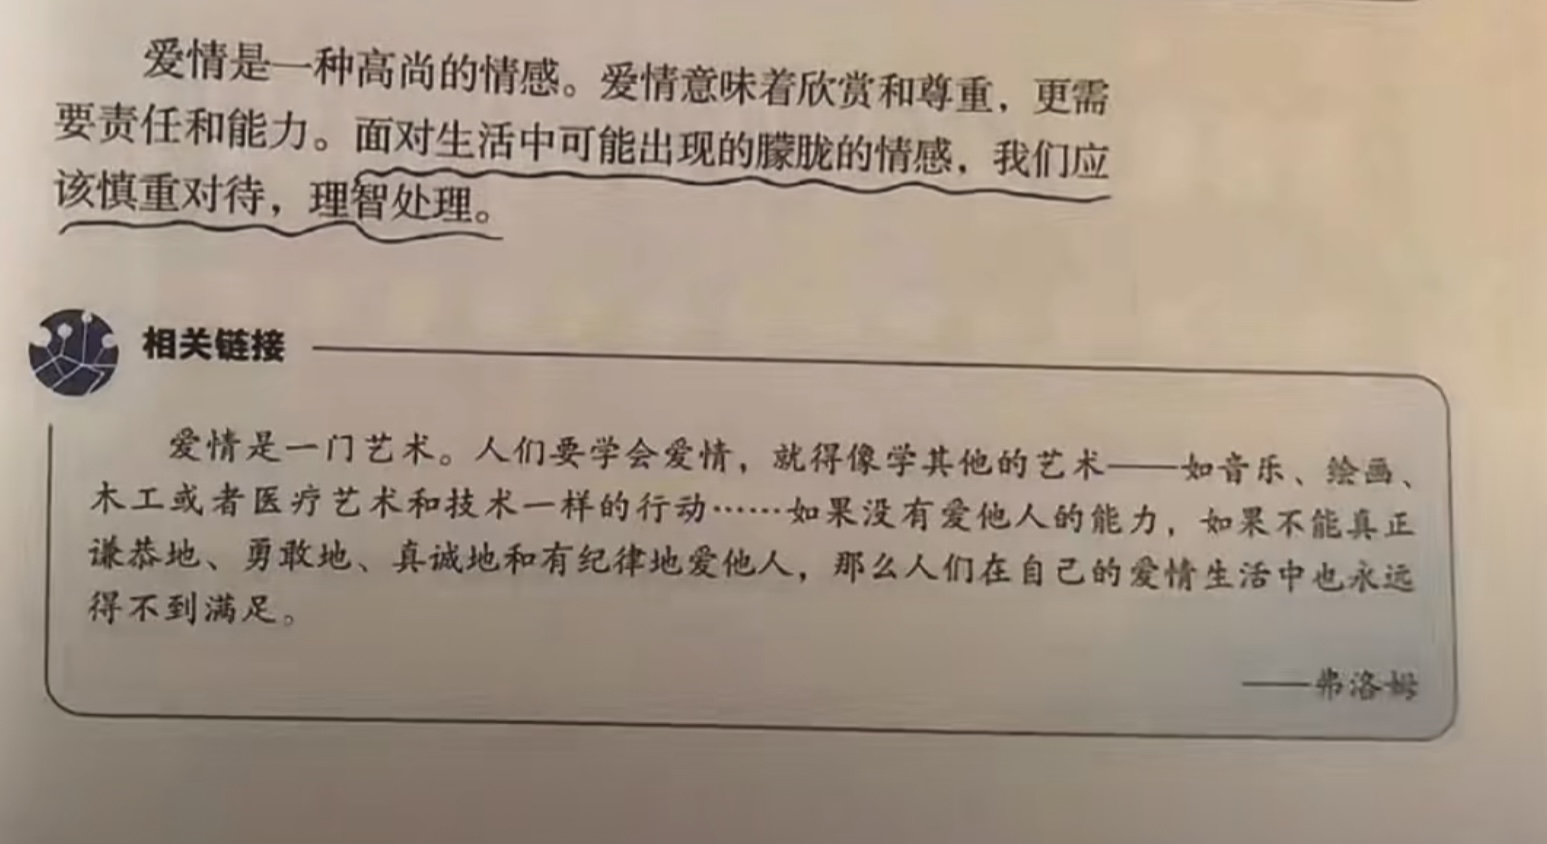 爱情是一种高尚的情感。爱情意味着欣赏和尊重，更需
要责任和能力。面对生活中可能出现的朦胧的情感，我们应
该慎重对待，理智处理。
相关链接
爱情是一门艺术。人们要学会爱情，就得像学其他的艺术——如音乐、绘画、
木工或者医疗艺术和技术一样的行动……如果没有爱他人的能力，如果不能真正
谦恭地、勇敢地、真诚地和有纪律地爱他人，那么人们在自己的爱情生活中也永远
得不到满足。
——弗洛姆